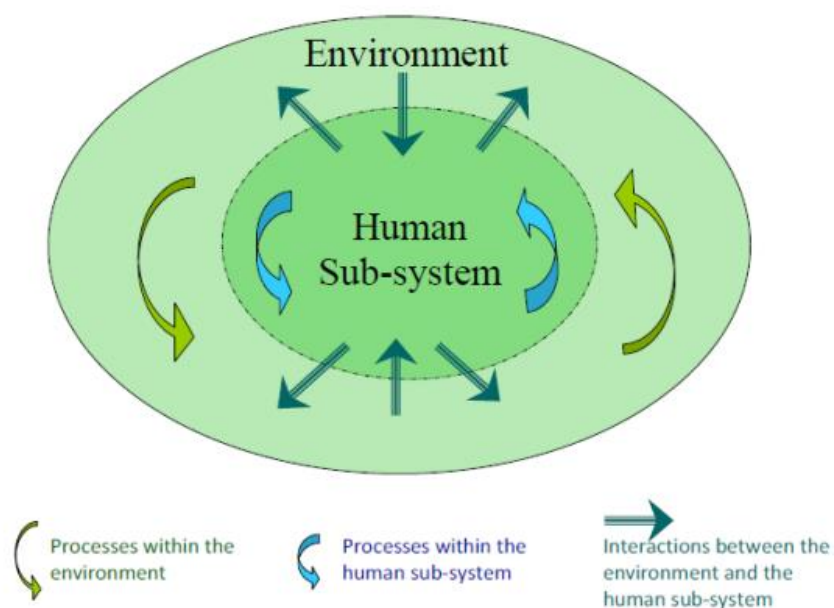 Environment
Human
Sub-system
Processes within the
environment
Processes within the
human sub-system
Interactions between the
environment and the
human sub-system